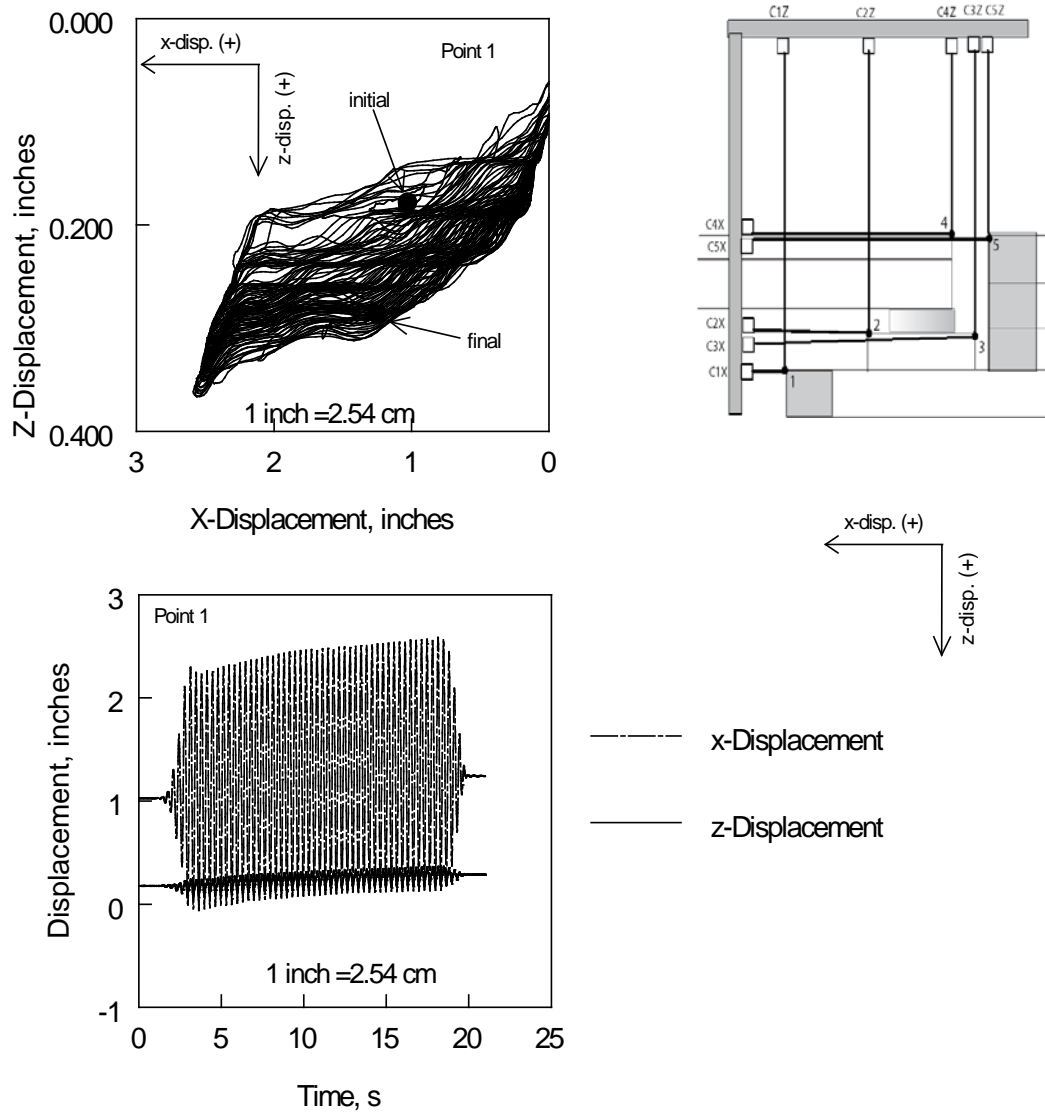 0.000
x-disp. (+)
Point 1
z-disp. (+)
initial
0.200
final
1 inch =2.54 cm
0.400
3
2
1
0
Z-Displacement, inches
X-Displacement, inches
C1Z
C2Z
C4Z
C3Z
C5Z
C4X
C5X
4
5
C2X
C3X
C1X
2
3
1
x-disp. (+)
z-disp. (+)
3
Point 1
2
1
0
1 inch =2.54 cm
-1
0
5
10
15
20
25
Displacement, inches
Time, s
x-Displacement
z-Displacement